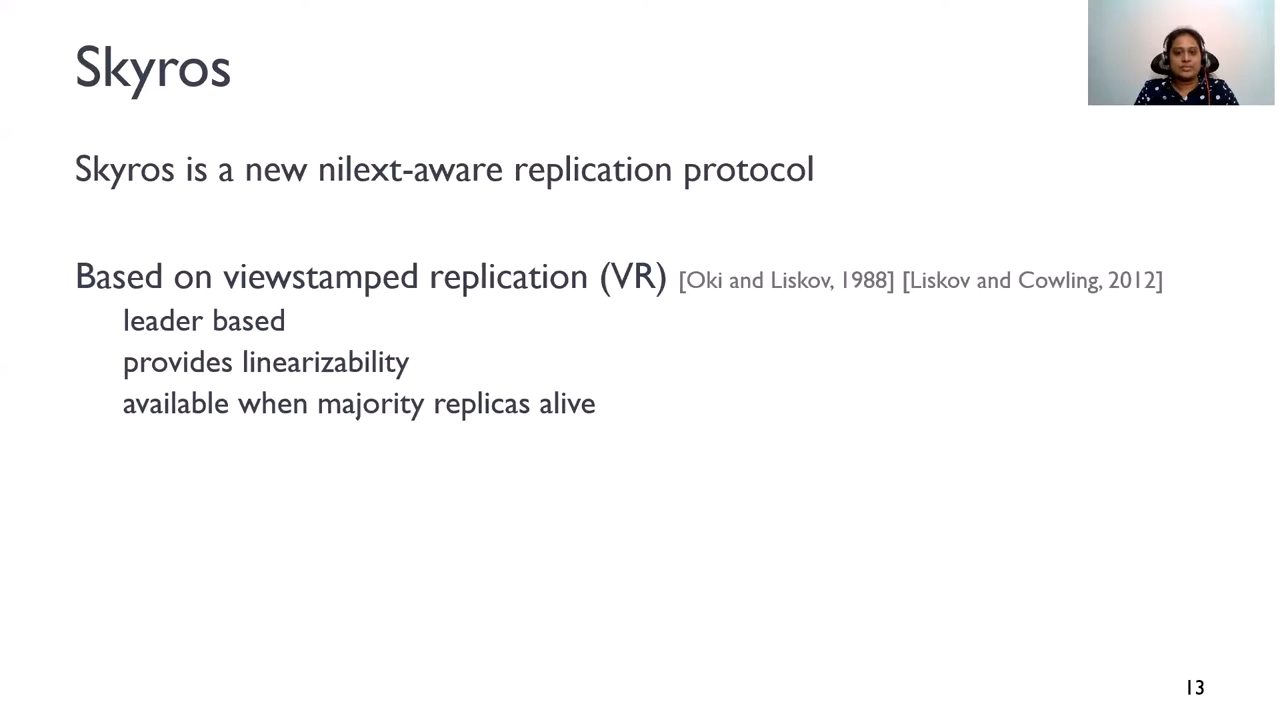 Skyros
Skyros is a new nilext-aware replication protocol
Based on viewstamped replication (VR) [Oki and Liskov, 1988] [Liskov and Cowling, 2012]
leader based
provides linearizability
available when majority replicas alive
13